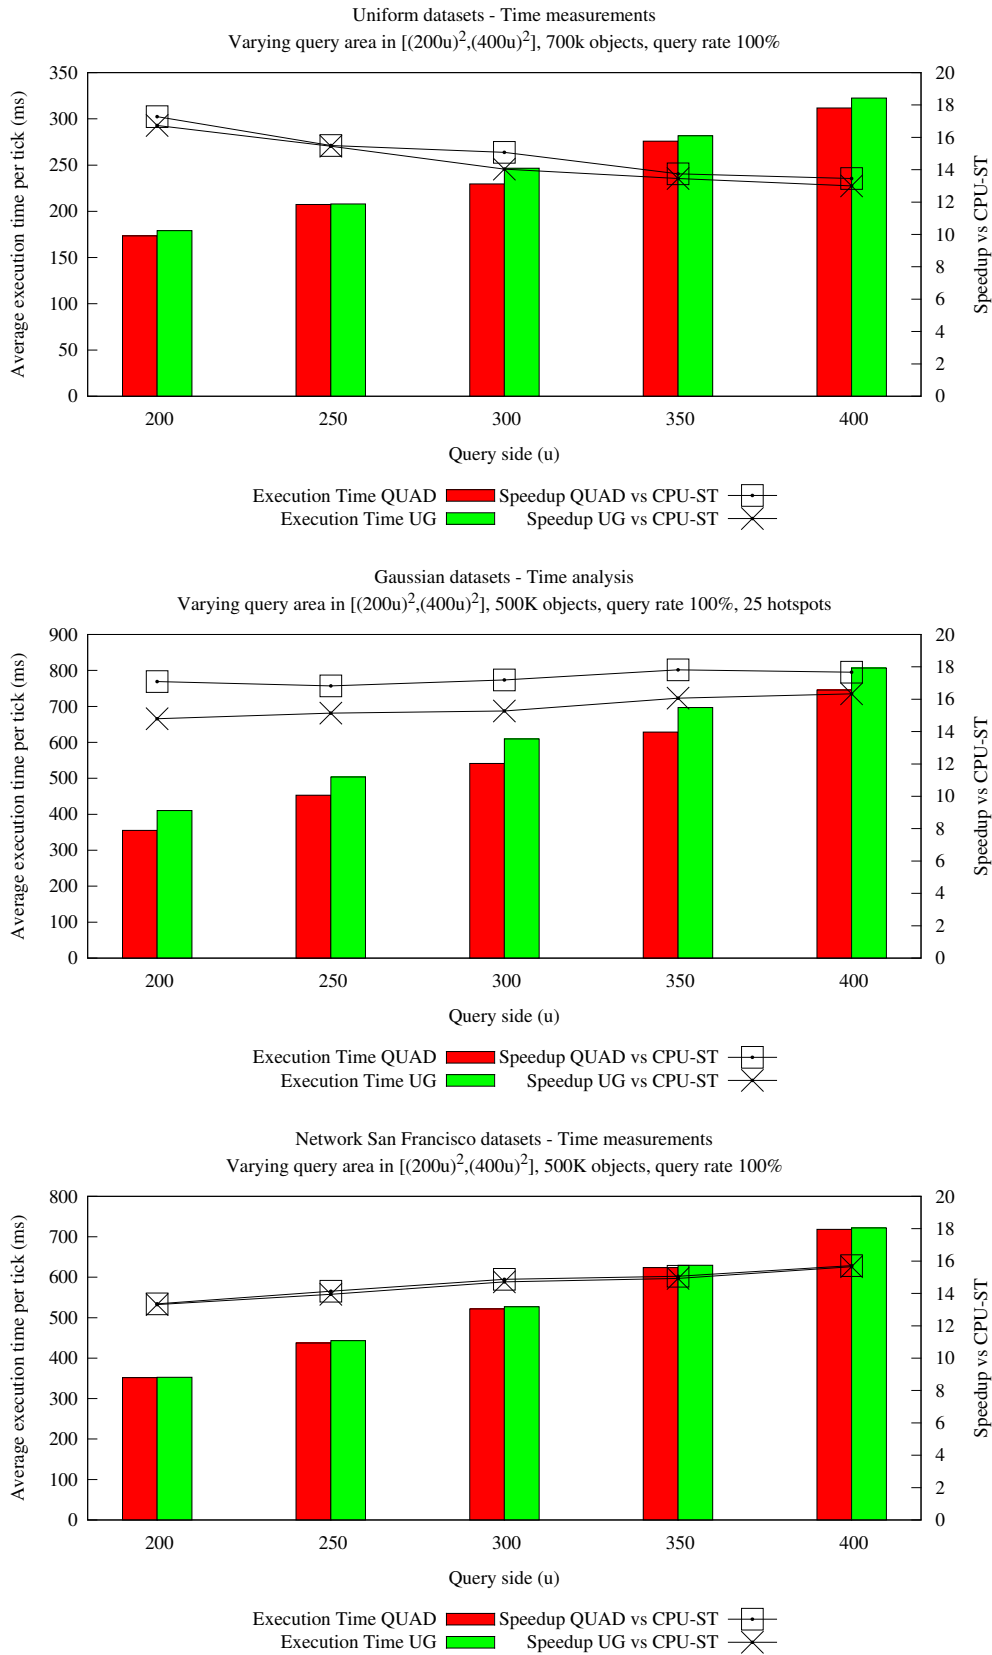 Uniform datasets - Time measurements
Varying query area in [(200u)²,(400u)²], 700k objects, query rate 100%
Average execution time per tick (ms)
350
300
250
200
150
100
50
0
20
18
16
14
12
10
8
6
4
2
0
Speedup vs CPU-ST
200 250 300 350 400
Query side (u)
Execution Time QUAD Speedup QUAD vs CPU-ST
Execution Time UG Speedup UG vs CPU-ST
Gaussian datasets - Time analysis
Varying query area in [(200u)²,(400u)²], 500K objects, query rate 100%, 25 hotspots
Average execution time per tick (ms)
900
800
700
600
500
400
300
200
100
0
20
18
16
14
12
10
8
6
4
2
0
Speedup vs CPU-ST
200 250 300 350 400
Query side (u)
Execution Time QUAD Speedup QUAD vs CPU-ST
Execution Time UG Speedup UG vs CPU-ST
Network San Francisco datasets - Time measurements
Varying query area in [(200u)²,(400u)²], 500K objects, query rate 100%
Average execution time per tick (ms)
800
700
600
500
400
300
200
100
0
20
18
16
14
12
10
8
6
4
2
0
Speedup vs CPU-ST
200 250 300 350 400
Query side (u)
Execution Time QUAD Speedup QUAD vs CPU-ST
Execution Time UG Speedup UG vs CPU-ST